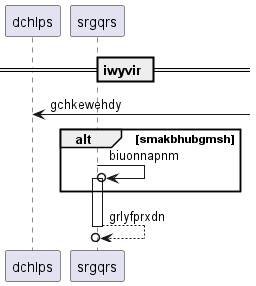 dchlps srgqrs
iwyvir
gchkewehdy
alt [smakbhubgmsh]
biuonnapnm
grlyfprxdn
dchlps srgqrs